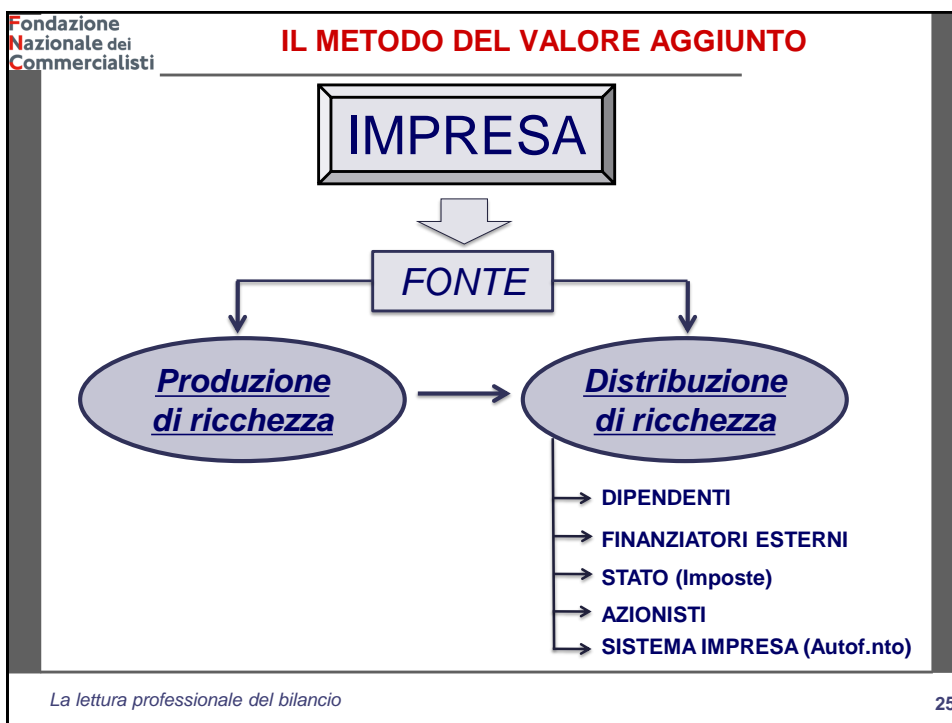 Fondazione
Nazionale dei
Commercialisti
IL METODO DEL VALORE AGGIUNTO
IMPRESA
FONTE
Produzione
di ricchezza
Distribuzione
di ricchezza
DIPENDENTI
FINANZIATORI ESTERNI
STATO (Imposte)
AZIONISTI
SISTEMA IMPRESA (Autof.nto)
La lettura professionale del bilancio
25